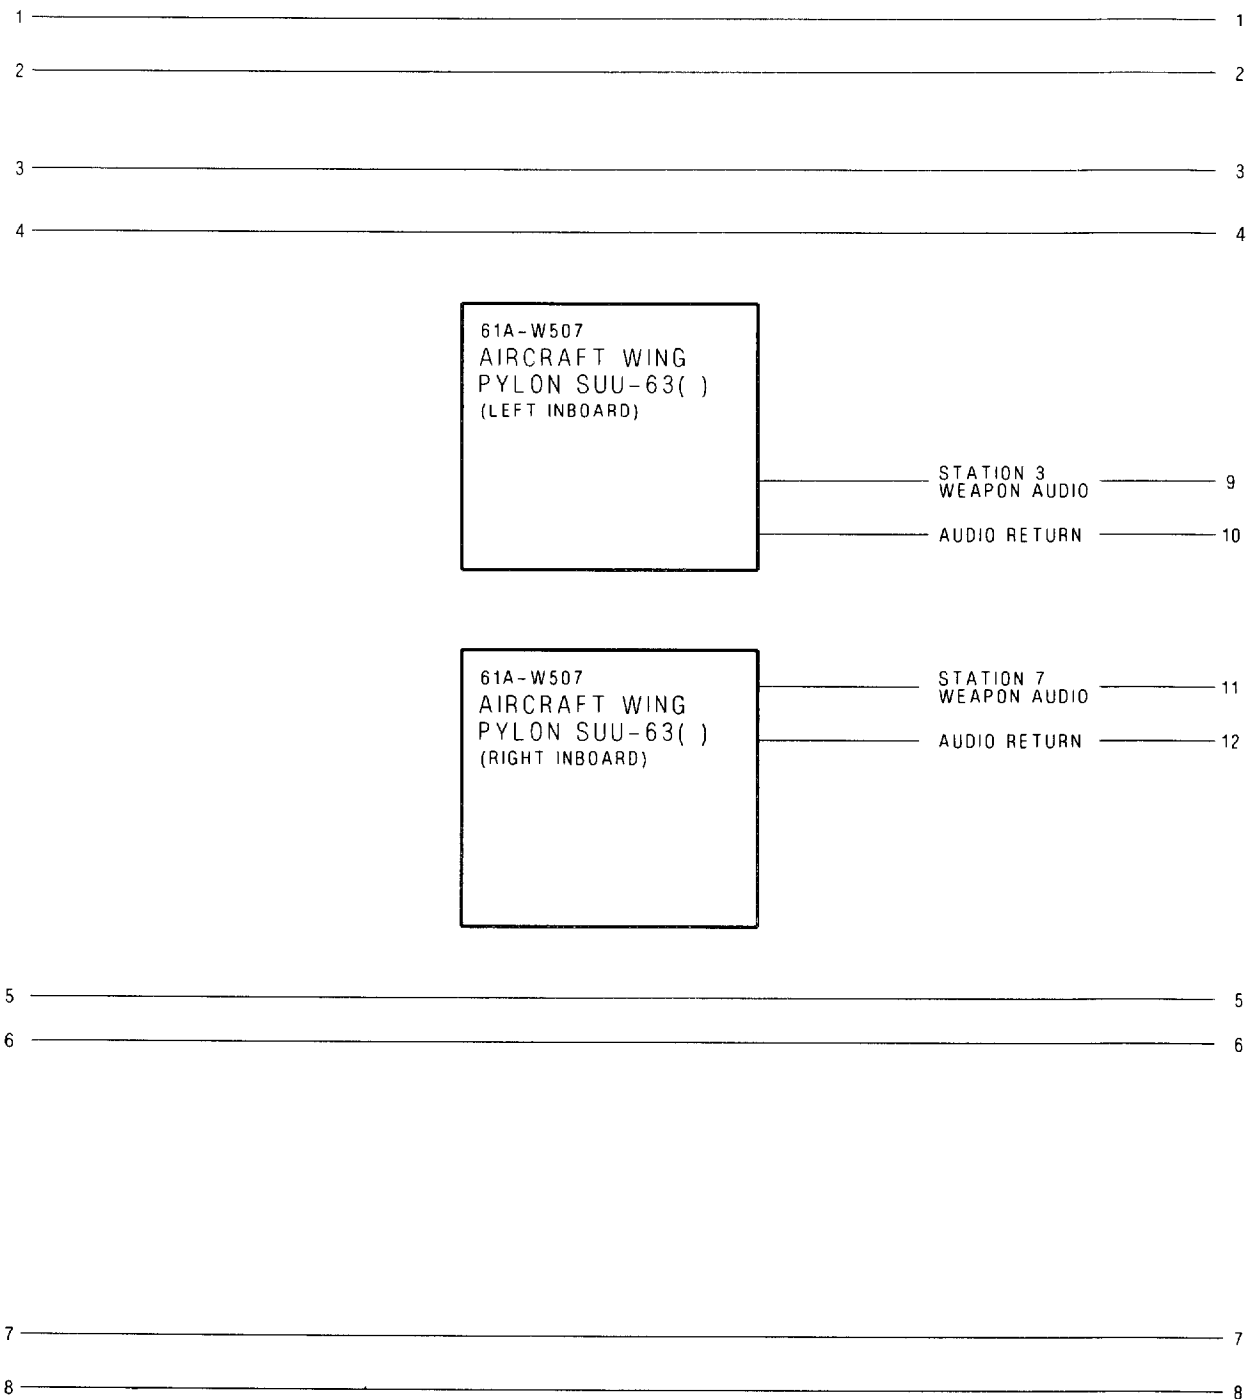 1 1
2 2
3 3
4 4
61A-W507
AIRCRAFT WING
PYLON SUU-63( )
(LEFT INBOARD)
STATION 3
WEAPON AUDIO 9
AUDIO RETURN 10
61A-W507
AIRCRAFT WING
PYLON SUU-63( )
(RIGHT INBOARD)
STATION 7
WEAPON AUDIO 11
AUDIO RETURN 12
5 5
6 6
7 7
8 8